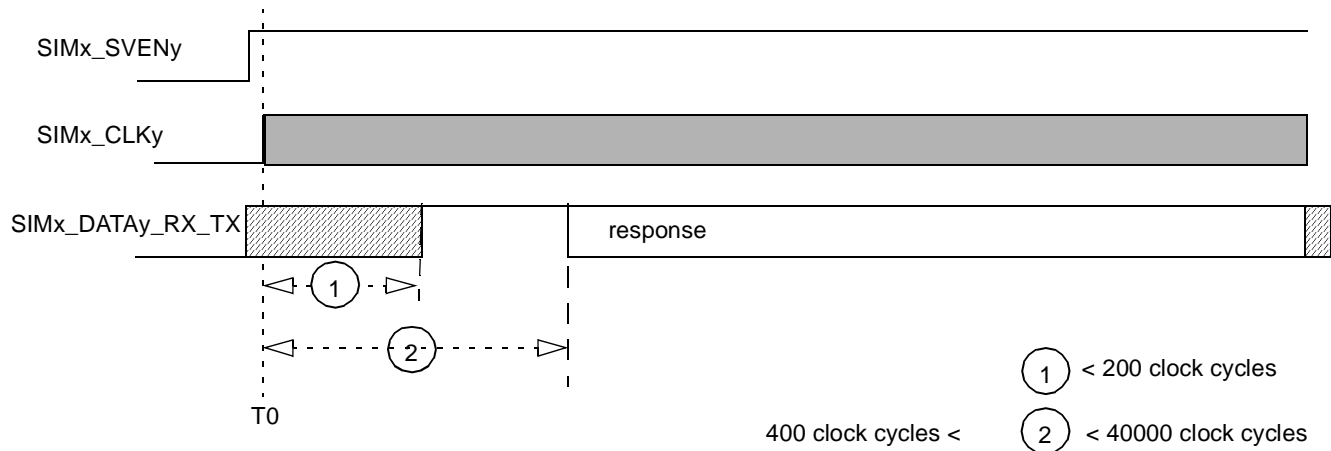 SIMx_SVENy
SIMx_CLKy
SIMx_DATAy_RX_TX
response
1
2
T0
1 < 200 clock cycles
400 clock cycles < 2 < 40000 clock cycles